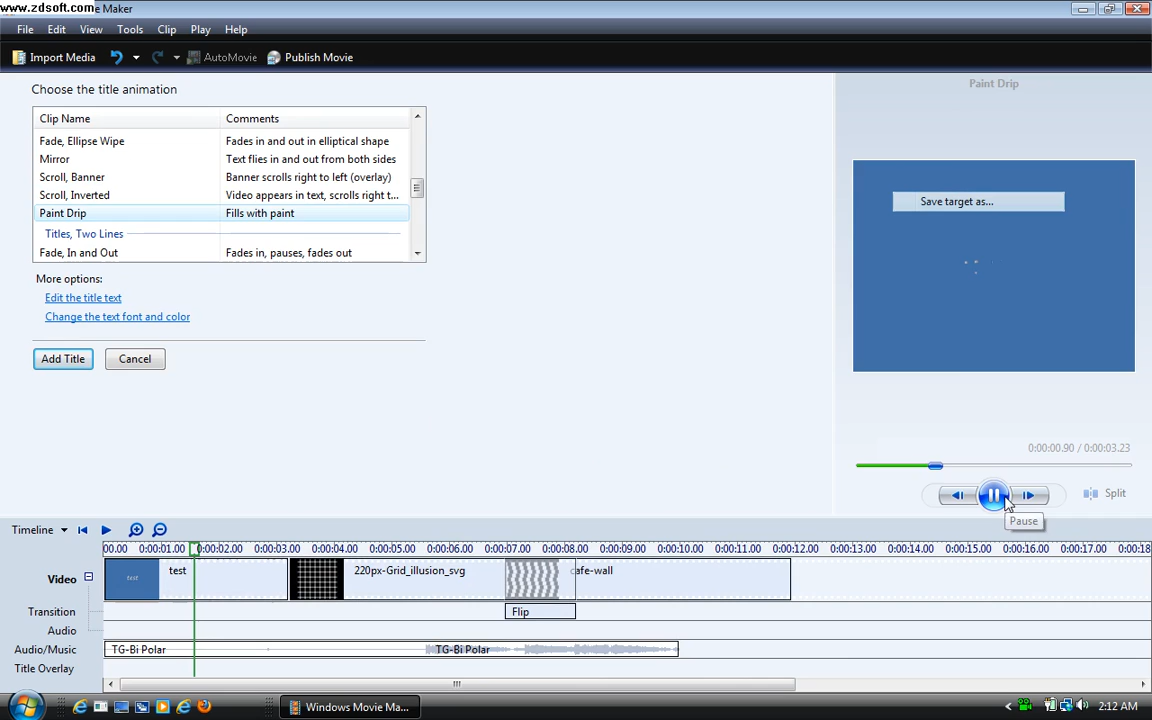 www.zdsoft.com e Maker
File Edit View Tools Clip Play Help
Import Media AutoMovie Publish Movie
Choose the title animation
Clip Name Comments
Fade, Ellipse Wipe Fades in and out in elliptical shape
Mirror Text flies in and out from both sides
Scroll, Banner Banner scrolls right to left (overlay)
Scroll, Inverted Video appears in text, scrolls right t...
Paint Drip Fills with paint
Titles, Two Lines
Fade, In and Out Fades in, pauses, fades out
More options:
Edit the title text
Change the text font and color
Add Title Cancel
Paint Drip
Save target as...
0:00:00.90 / 0:00:03.23
Split
Pause
Timeline
00.00 0:00:01.00 0:00:02.00 0:00:03.00 0:00:04.00 0:00:05.00 0:00:06.00 0:00:07.00 0:00:08.00 0:00:09.00 0:00:10.00 0:00:11.00 0:00:12.00 0:00:13.00 0:00:14.00 0:00:15.00 0:00:16.00 0:00:17.00 0:00:18
Video test test 220px-Grid_illusion_svg cafe-wall
Transition Flip
Audio
Audio/Music TG-Bi Polar TG-Bi Polar
Title Overlay
Windows Movie Ma... 2:12 AM